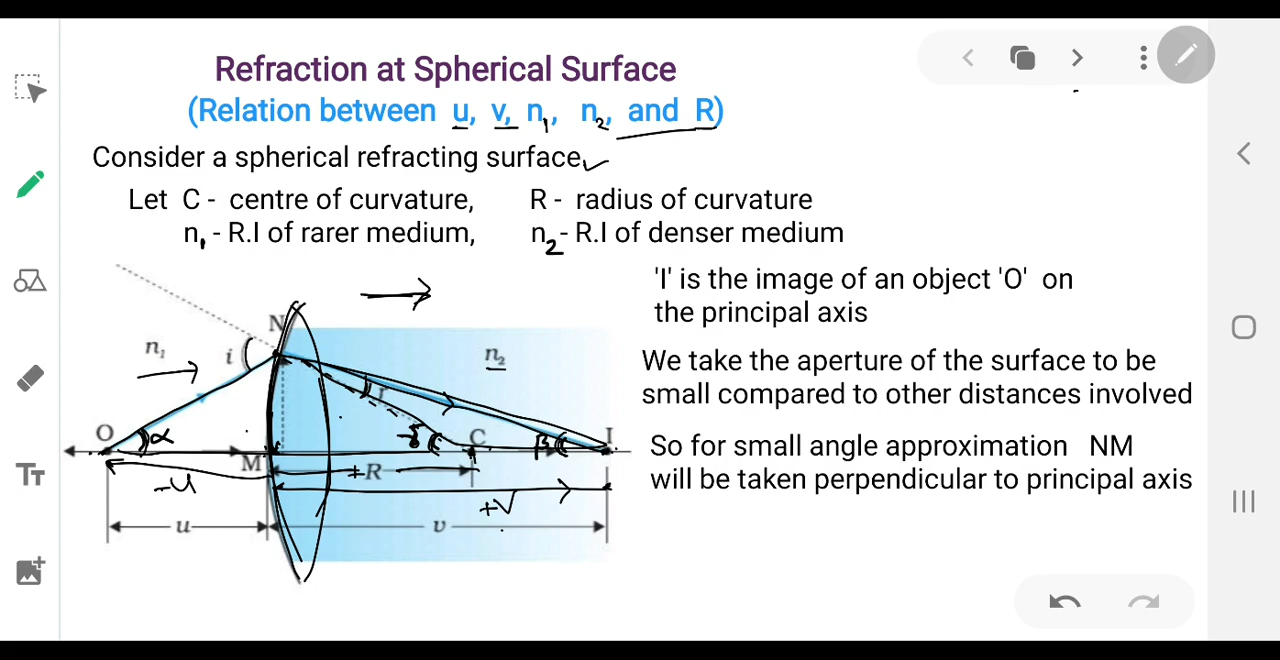 Refraction at Spherical Surface
(Relation between u, v, n₁, n₂, and R)
Consider a spherical refracting surface
Let C - centre of curvature, R - radius of curvature
n₁ - R.I of rarer medium, n₂ - R.I of denser medium
'I' is the image of an object 'O' on
the principal axis
We take the aperture of the surface to be
small compared to other distances involved
So for small angle approximation NM
will be taken perpendicular to principal axis
N
n₁ i n₂
r
O α C β I
M +R
-u +V
u v
Tт